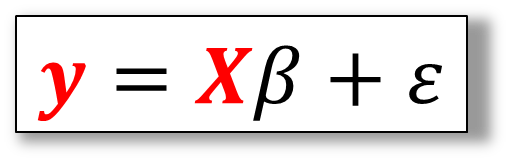 y = Xβ + ε